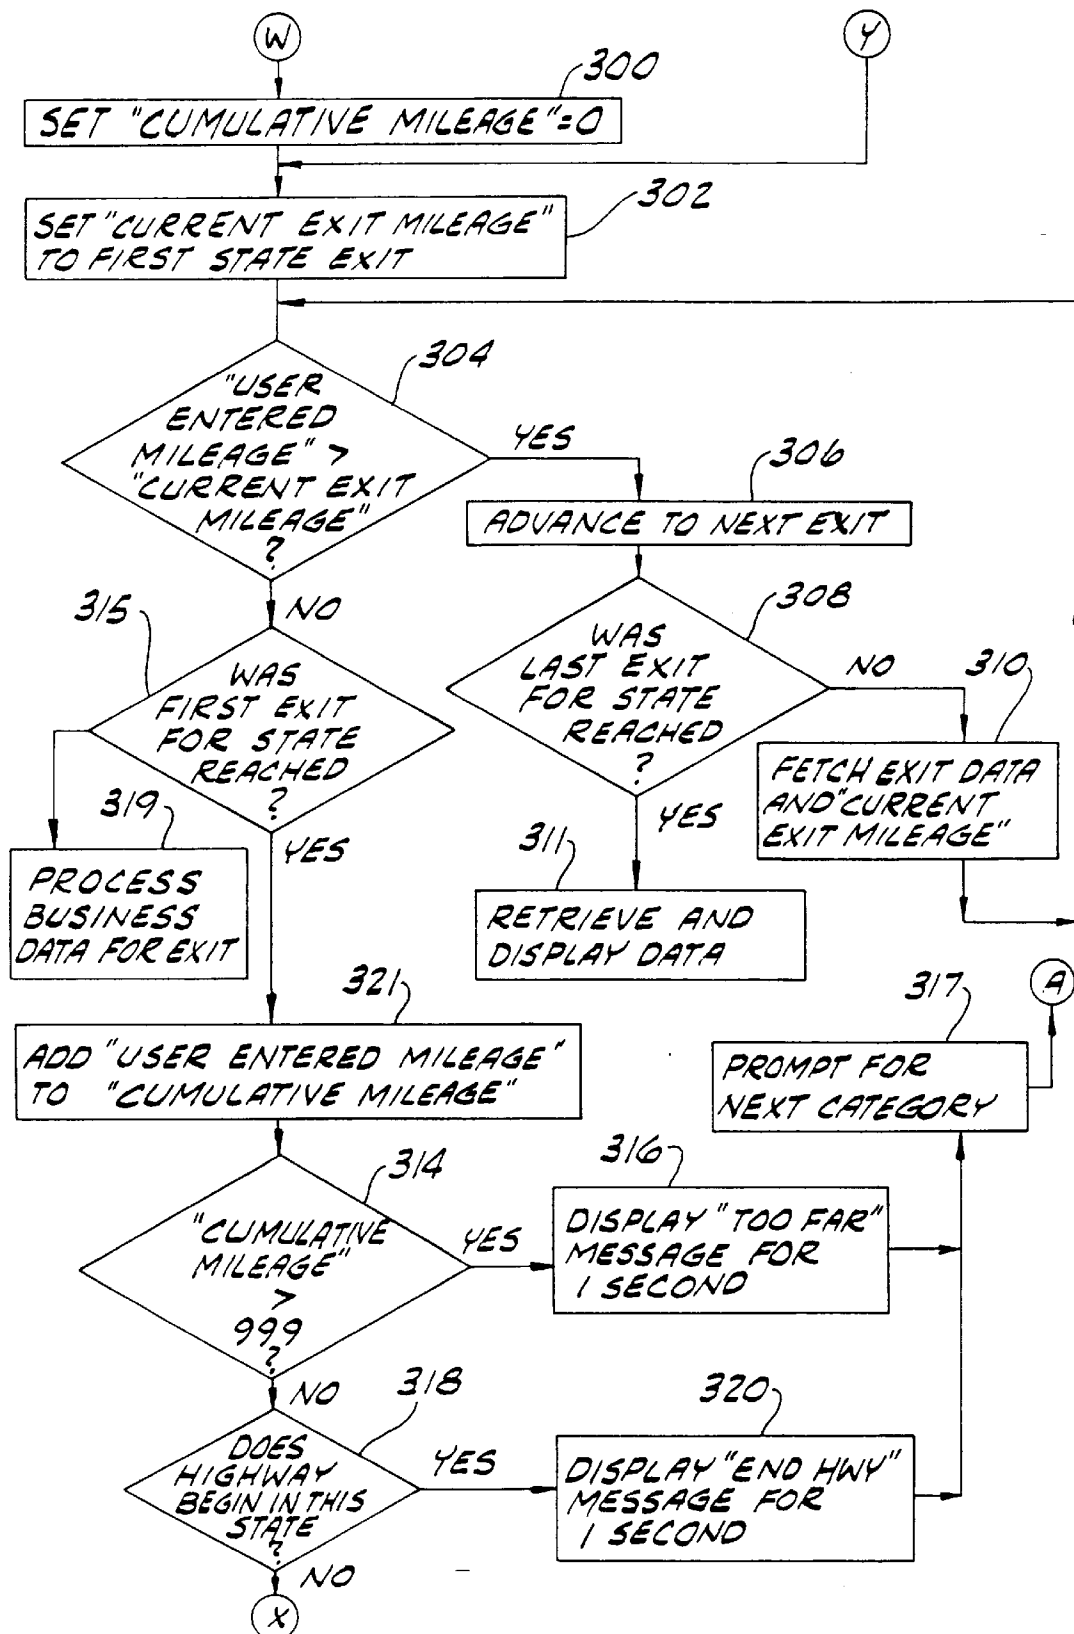 W
Y
300
SET "CUMULATIVE MILEAGE"=0
302
SET "CURRENT EXIT MILEAGE"
TO FIRST STATE EXIT
304
"USER
ENTERED
MILEAGE" >
"CURRENT EXIT
MILEAGE"
?
YES
306
ADVANCE TO NEXT EXIT
NO
315
WAS
FIRST EXIT
FOR STATE
REACHED
?
308
WAS
LAST EXIT
FOR STATE
REACHED
?
NO
310
FETCH EXIT DATA
AND "CURRENT
EXIT MILEAGE"
319
PROCESS
BUSINESS
DATA FOR EXIT
YES
YES
311
RETRIEVE AND
DISPLAY DATA
321
ADD "USER ENTERED MILEAGE"
TO "CUMULATIVE MILEAGE"
317
A
PROMPT FOR
NEXT CATEGORY
314
"CUMULATIVE
MILEAGE"
>
999
?
YES
316
DISPLAY "TOO FAR"
MESSAGE FOR
1 SECOND
NO
318
DOES
HIGHWAY
BEGIN IN THIS
STATE
?
YES
320
DISPLAY "END HWY"
MESSAGE FOR
1 SECOND
NO
X